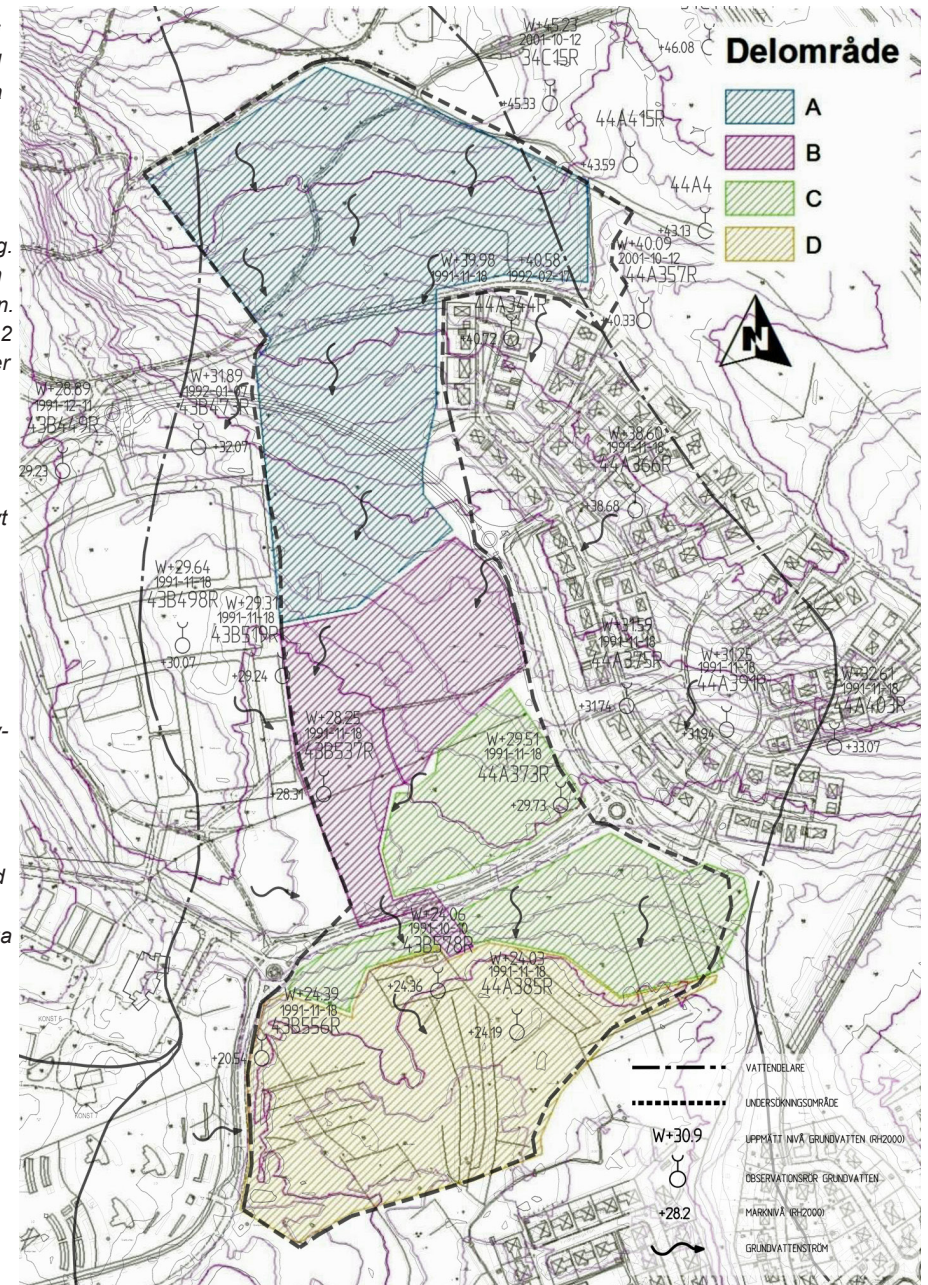 Delområde
A
B
C
D
N
W+45.23
2001-10-12
34C15R
+45.33
+46.08
44A415R
+43.59
44A4
+43.13
W+40.09
2001-10-12
44A357R
+40.33
W+39.98
1991-11-18
+40.58
1992-02-17
44A344R
+40.72
W+28.89
1991-12-11
43B449R
29.23
W+31.89
1992-01-07
43B473R
+32.07
W+38.60
1991-11-18
44A366R
+38.68
W+29.64
1991-11-18
43B498R
+30.07
W+29.31
1991-11-18
43B519R
+29.24
W+31.59
1991-11-18
44A375R
+31.74
W+31.25
1991-11-18
44A391R
+31.94
W+32.61
1991-11-18
44A403R
+33.07
W+28.25
1991-11-18
43B537R
+28.31
W+29.51
1991-11-18
44A373R
+29.73
W+24.06
1991-10-10
43B578R
+24.36
W+24.03
1991-11-18
44A385R
+24.19
W+24.39
1991-11-18
43B556R
+20.54
KONST 6
KONST 7
VATTENDELARE
UNDERSÖKNINGSOMRÅDE
W+30.9
UPPMÄTT NIVÅ GRUNDVATTEN (RH2000)
OBSERVATIONSRÖR GRUNDVATTEN
+28.2
MARKNIVÅ (RH2000)
GRUNDVATTENSTRÖM